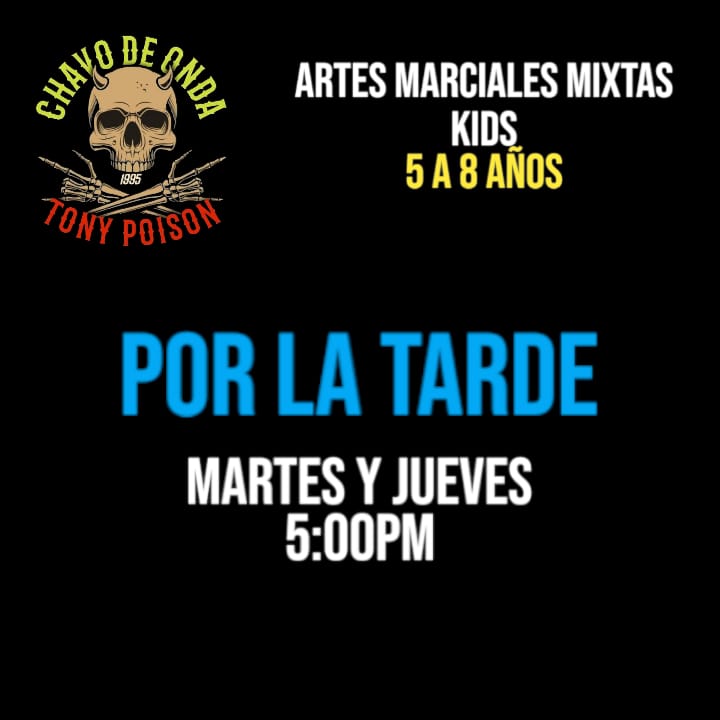 CHAVO DE ONDA
1995
TONY POISON
ARTES MARCIALES MIXTAS
KIDS
5 A 8 AÑOS
POR LA TARDE
MARTES Y JUEVES
5:00PM